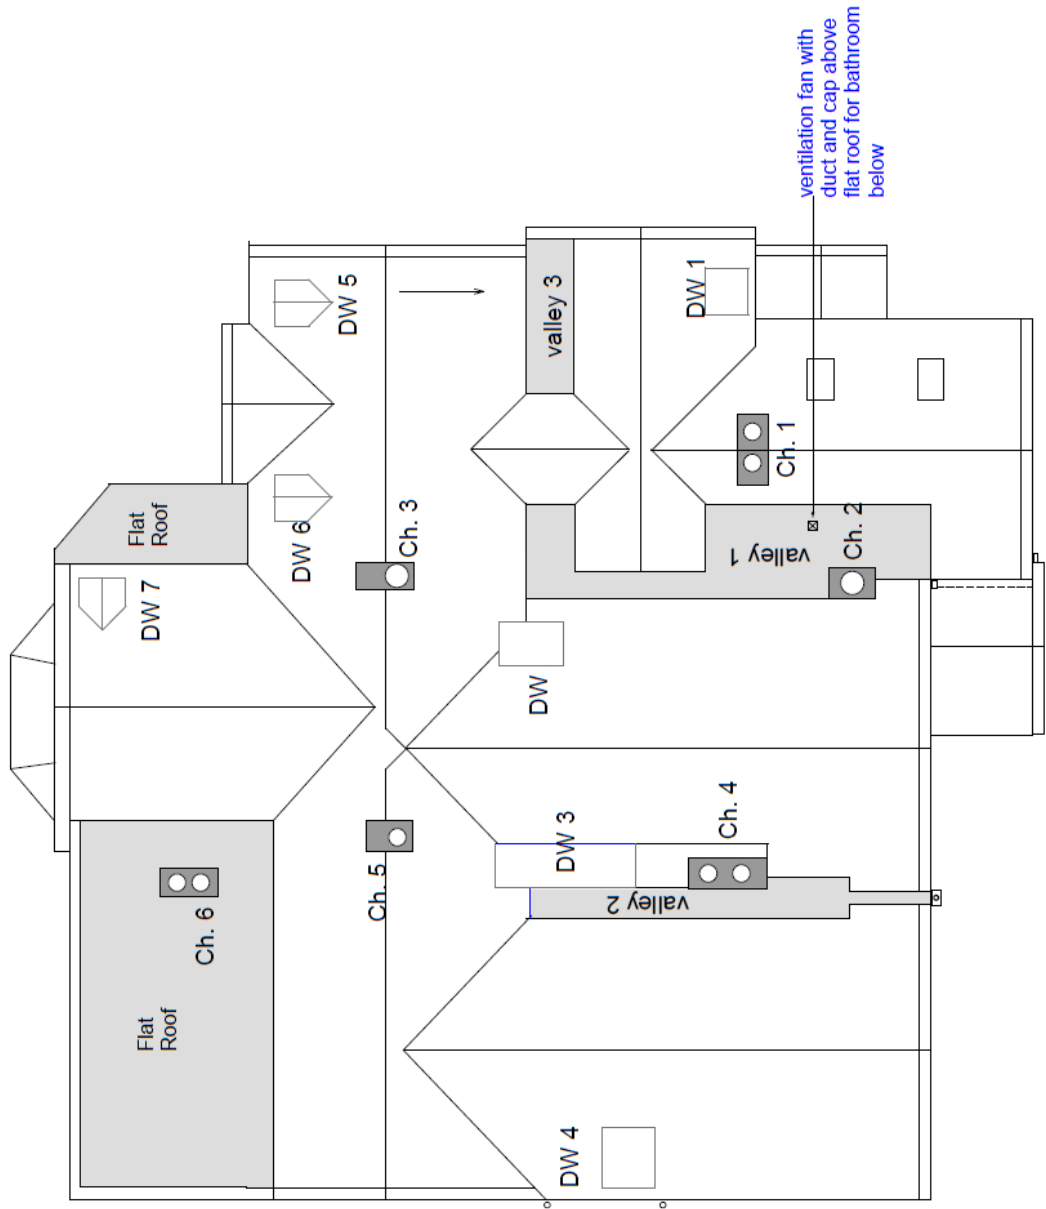 ventilation fan with
duct and cap above
flat roof for bathroom
below
DW 5
valley 3
DW 1
Flat
Roof
DW 6
Ch. 3
Ch. 1
valley 1
Ch. 2
DW 7
DW
Ch. 5
DW 3
Ch. 4
valley 2
Ch. 6
Flat
Roof
DW 4